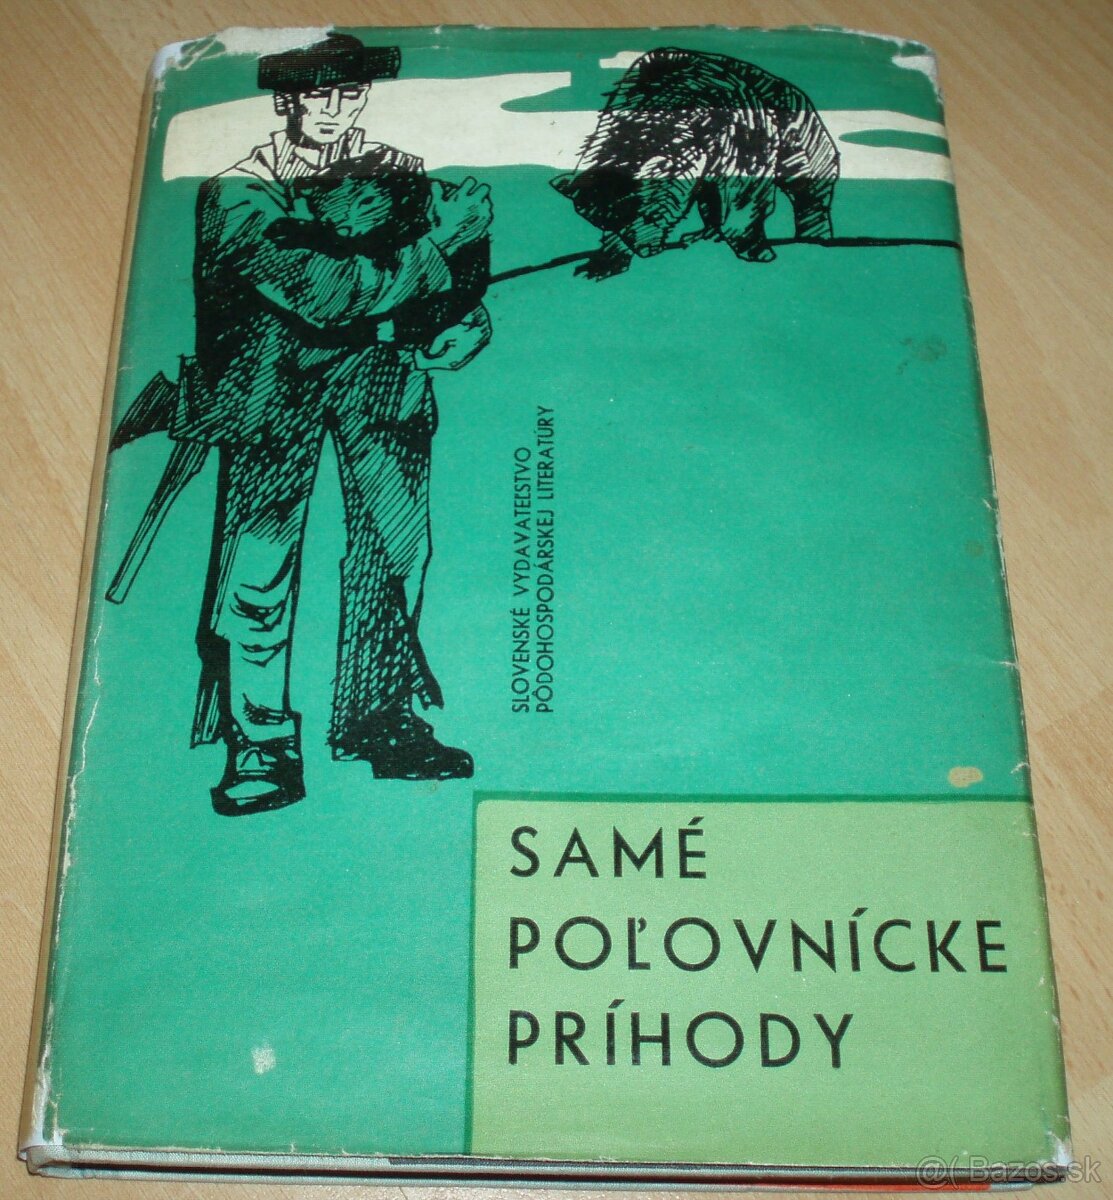 SLOVENSKÉ VYDAVATEĽSTVO
PÔDOHOSPODÁRSKEJ LITERATÚRY
SAMÉ
POĽOVNÍCKE
PRÍHODY
@( Bazos.sk